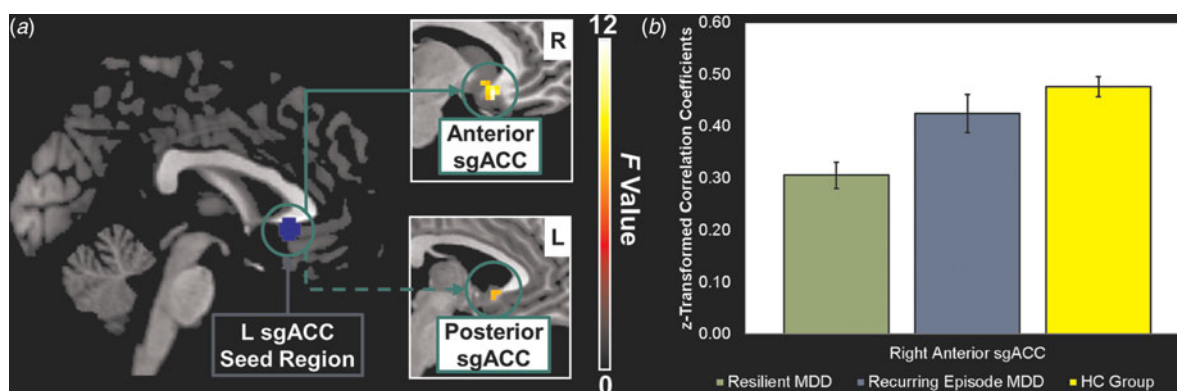 (a)
R
Anterior
sgACC
L
Posterior
sgACC
L sgACC
Seed Region
12
F Value
0
(b)
z-Transformed Correlation Coefficients
0.60
0.50
0.40
0.30
0.20
0.10
0.00
Right Anterior sgACC
Resilient MDD
Recurring Episode MDD
HC Group